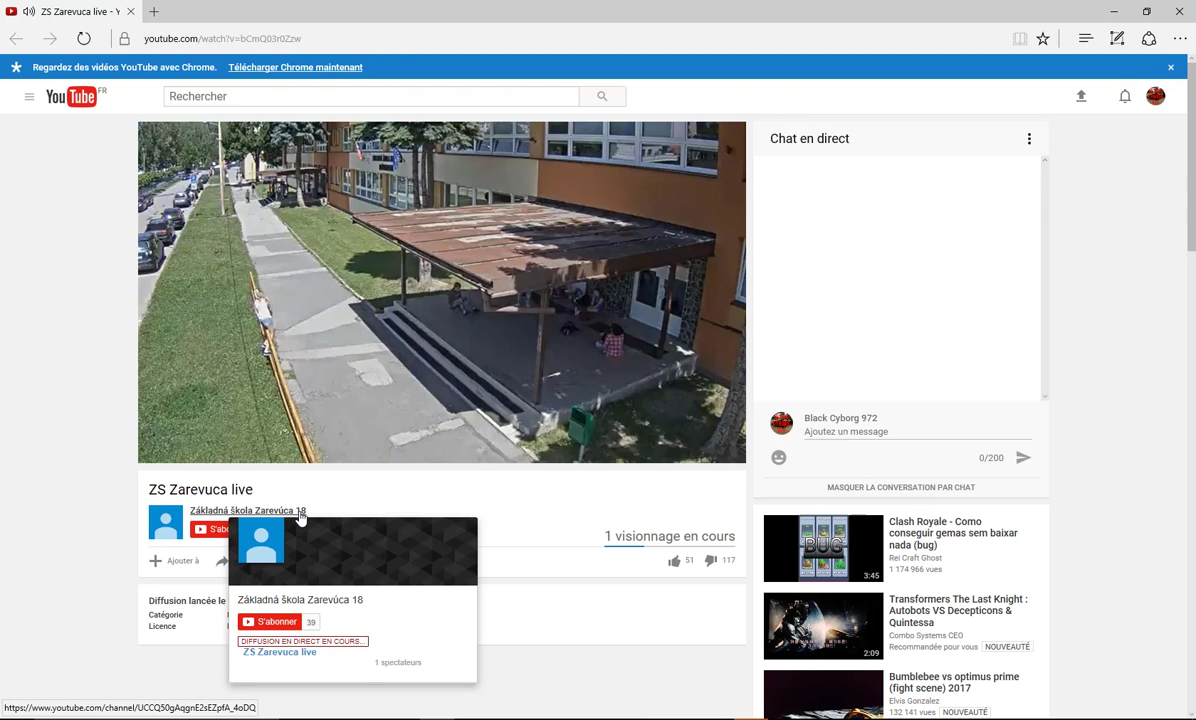 ZS Zarevuca live - Y
youtube.com/watch?v=bCmQ03r0Zzw
Regardez des vidéos YouTube avec Chrome. Télécharger Chrome maintenant
YouTube FR
Rechercher
Chat en direct
Black Cyborg 972
Ajoutez un message
0/200
MASQUER LA CONVERSATION PAR CHAT
ZS Zarevuca live
Základná škola Zarevúca 18
S'abo
1 visionnage en cours
Ajouter à
51 117
Diffusion lancée le
Catégorie
Licence
Základná škola Zarevúca 18
S'abonner 39
DIFFUSION EN DIRECT EN COURS...
ZS Zarevuca live
1 spectateurs
BUG
3:45
Clash Royale - Como
conseguir gemas sem baixar
nada (bug)
Rei Craft Ghost
1 174 966 vues
2:09
Transformers The Last Knight :
Autobots VS Decepticons &
Quintessa
Combo Systems CEO
Recommandée pour vous NOUVEAUTÉ
Bumblebee vs optimus prime
(fight scene) 2017
Elvis Gonzalez
132 141 vues NOUVEAUTÉ